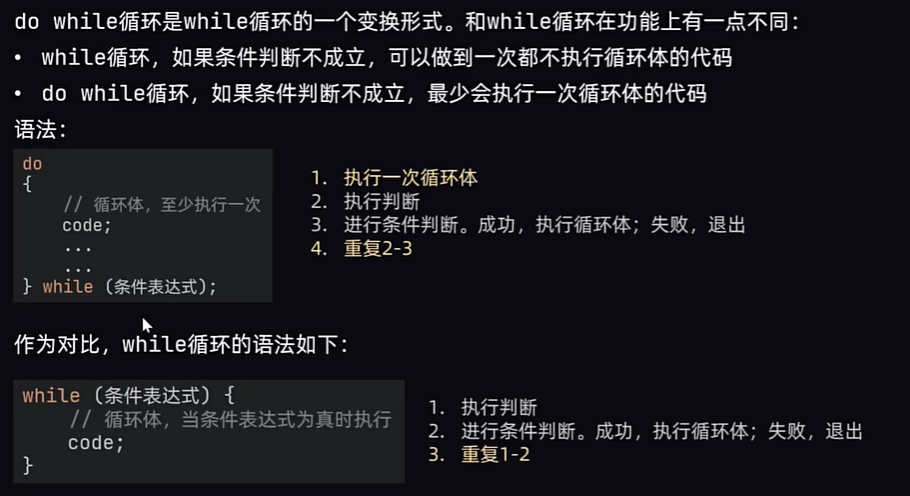 do while循环是while循环的一个变换形式。和while循环在功能上有一点不同：
• while循环，如果条件判断不成立，可以做到一次都不执行循环体的代码
• do while循环，如果条件判断不成立，最少会执行一次循环体的代码
语法：
do
{
// 循环体，至少执行一次
code;
...
...
} while (条件表达式);
1. 执行一次循环体
2. 执行判断
3. 进行条件判断。成功，执行循环体；失败，退出
4. 重复2-3
作为对比，while循环的语法如下：
while (条件表达式) {
// 循环体，当条件表达式为真时执行
code;
}
1. 执行判断
2. 进行条件判断。成功，执行循环体；失败，退出
3. 重复1-2